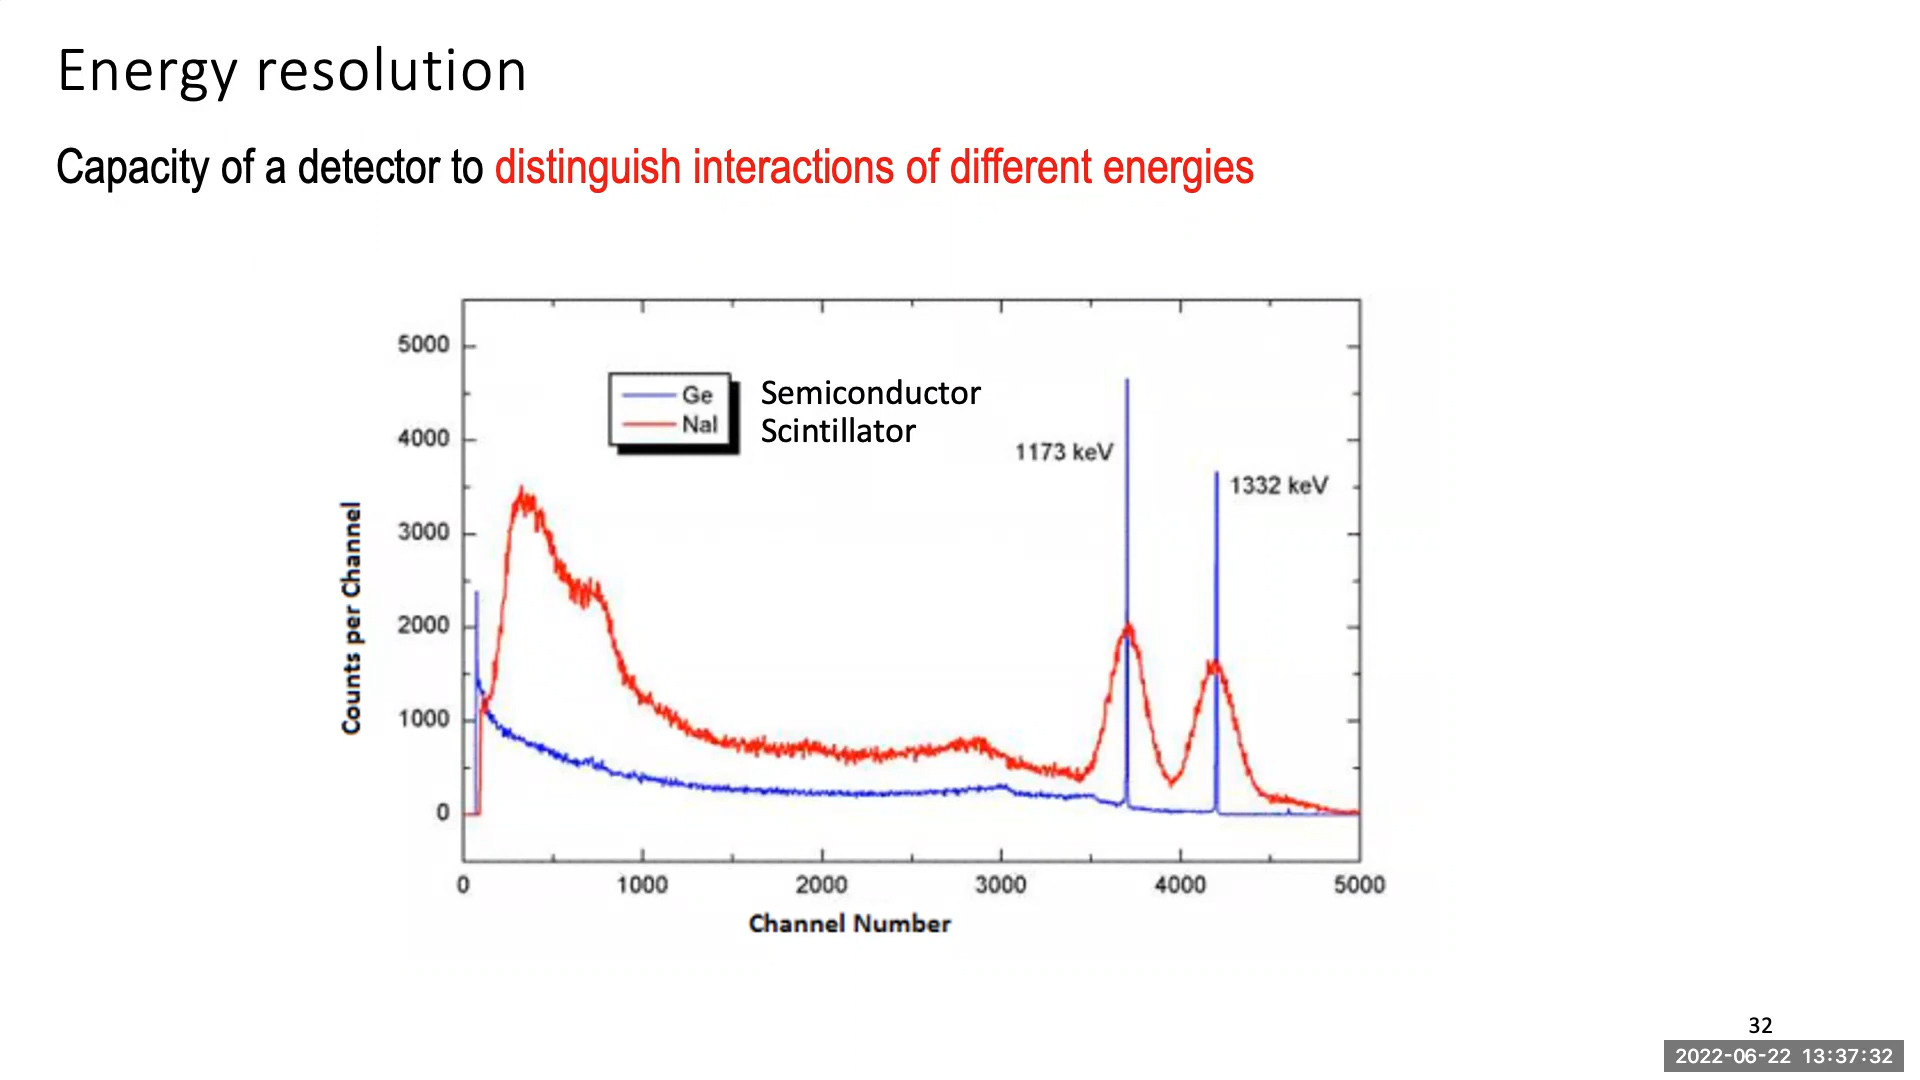 Energy resolution
Capacity of a detector to distinguish interactions of different energies
5000
4000
3000
2000
1000
0
Counts per Channel
Ge
NaI
Semiconductor
Scintillator
1173 keV
1332 keV
0 1000 2000 3000 4000 5000
Channel Number
32
2022-06-22 13:37:32